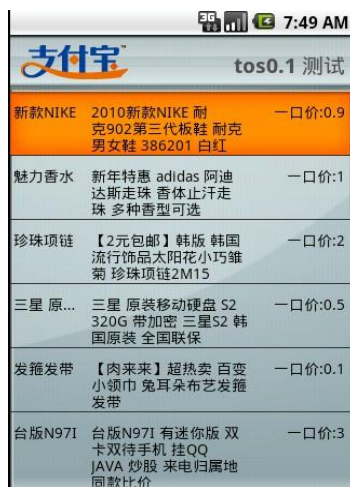 3G 7:49 AM
支付宝 tos0.1 测试
新款NIKE 2010新款NIKE 耐 一口价:0.9
克902第三代板鞋 耐克
男女鞋 386201 白红
魅力香水 新年特惠 adidas 阿迪 一口价:1
达斯走珠 香体止汗走
珠 多种香型可选
珍珠项链 【2元包邮】韩版 韩国 一口价:2
流行饰品太阳花小巧雏
菊 珍珠项链2M15
三星 原... 三星 原装移动硬盘 S2 一口价:0.5
320G 带加密 三星S2 韩
国原装 全国联保
发箍发带 【肉来来】超热卖 百变 一口价:0.1
小领巾 兔耳朵布艺发箍
发带
台版N97I 台版N97I 有迷你版 双 一口价:3
卡双待手机 挂QQ
JAVA 炒股 来电归属地
同款比价